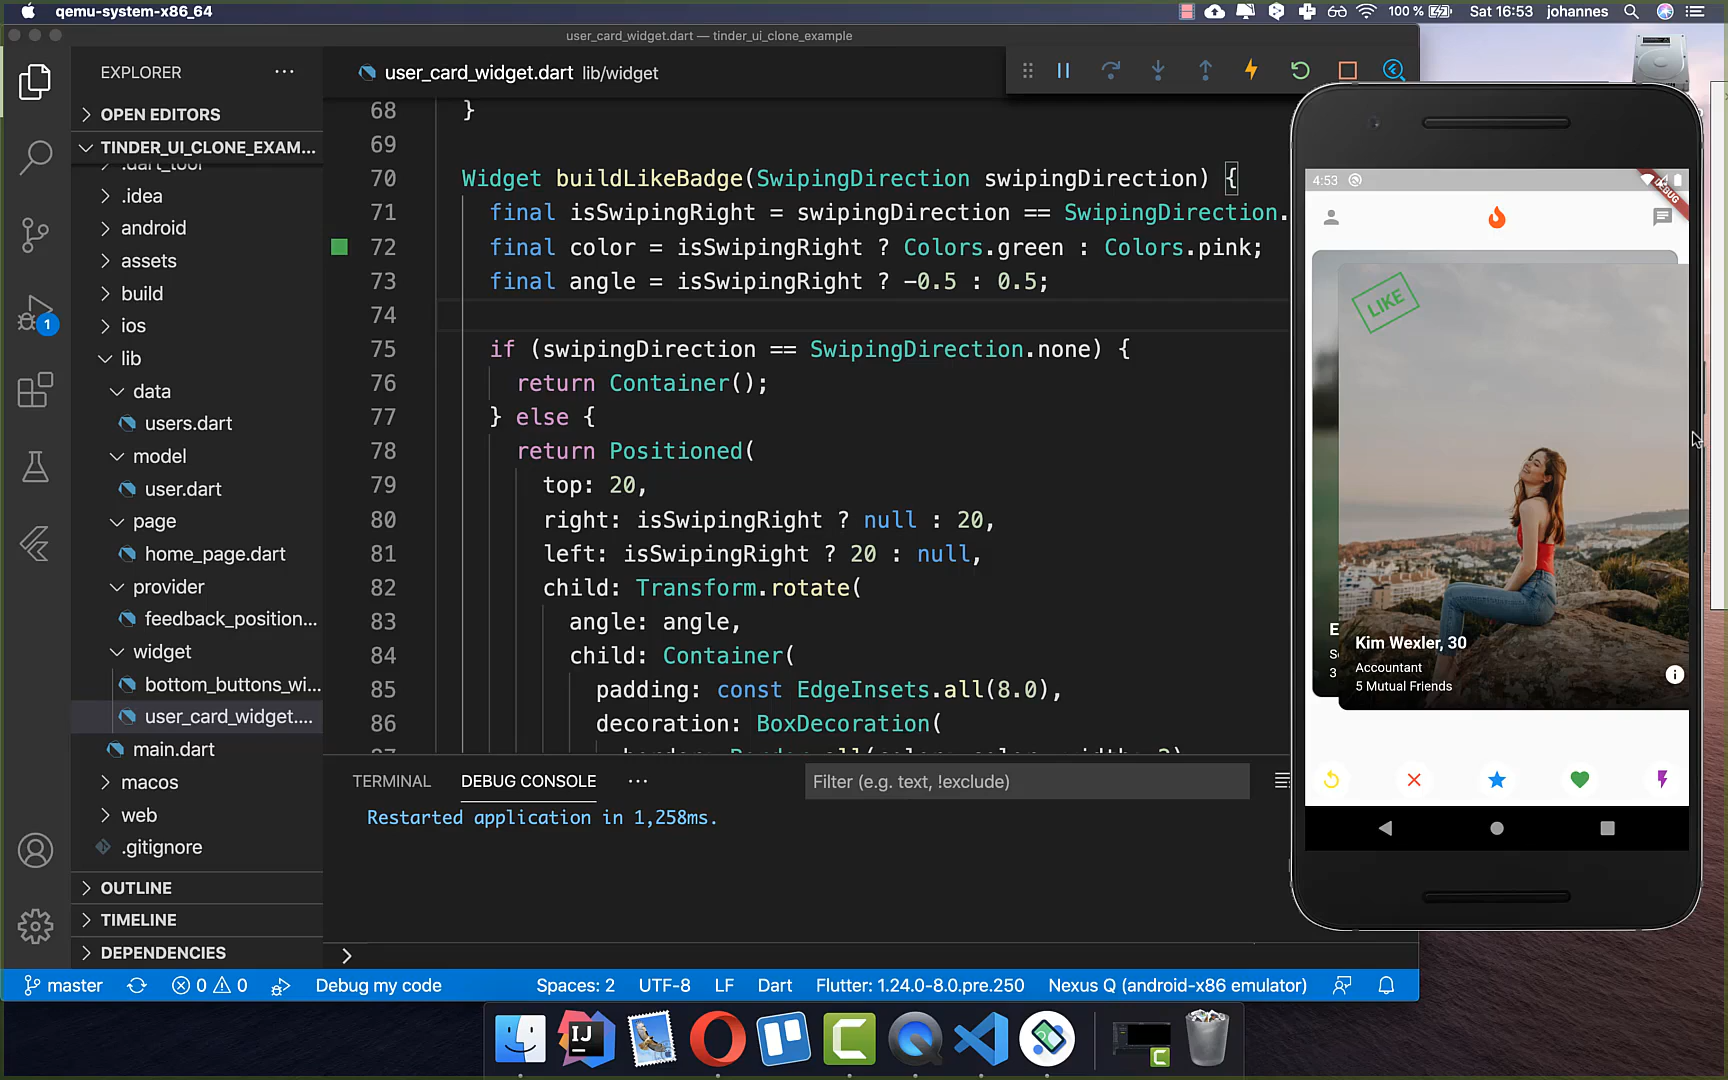 qemu-system-x86_64
100 %
Sat 16:53
johannes
user_card_widget.dart — tinder_ui_clone_example
EXPLORER
OPEN EDITORS
TINDER_UI_CLONE_EXAM...
.dart_tool
.idea
android
assets
build
ios
lib
data
users.dart
model
user.dart
page
home_page.dart
provider
feedback_position...
widget
bottom_buttons_wi...
user_card_widget....
main.dart
macos
web
.gitignore
OUTLINE
TIMELINE
DEPENDENCIES
1
user_card_widget.dart lib/widget
68 }
69
70 Widget buildLikeBadge(SwipingDirection swipingDirection) {
71 final isSwipingRight = swipingDirection == SwipingDirection.
72 final color = isSwipingRight ? Colors.green : Colors.pink;
73 final angle = isSwipingRight ? -0.5 : 0.5;
74
75 if (swipingDirection == SwipingDirection.none) {
76 return Container();
77 } else {
78 return Positioned(
79 top: 20,
80 right: isSwipingRight ? null : 20,
81 left: isSwipingRight ? 20 : null,
82 child: Transform.rotate(
83 angle: angle,
84 child: Container(
85 padding: const EdgeInsets.all(8.0),
86 decoration: BoxDecoration(
TERMINAL
DEBUG CONSOLE
Filter (e.g. text, !exclude)
Restarted application in 1,258ms.
4:53
DEBUG
LIKE
E
Kim Wexler, 30
Accountant
5 Mutual Friends
3
master
0
0
Debug my code
Spaces: 2
UTF-8
LF
Dart
Flutter: 1.24.0-8.0.pre.250
Nexus Q (android-x86 emulator)
IJ